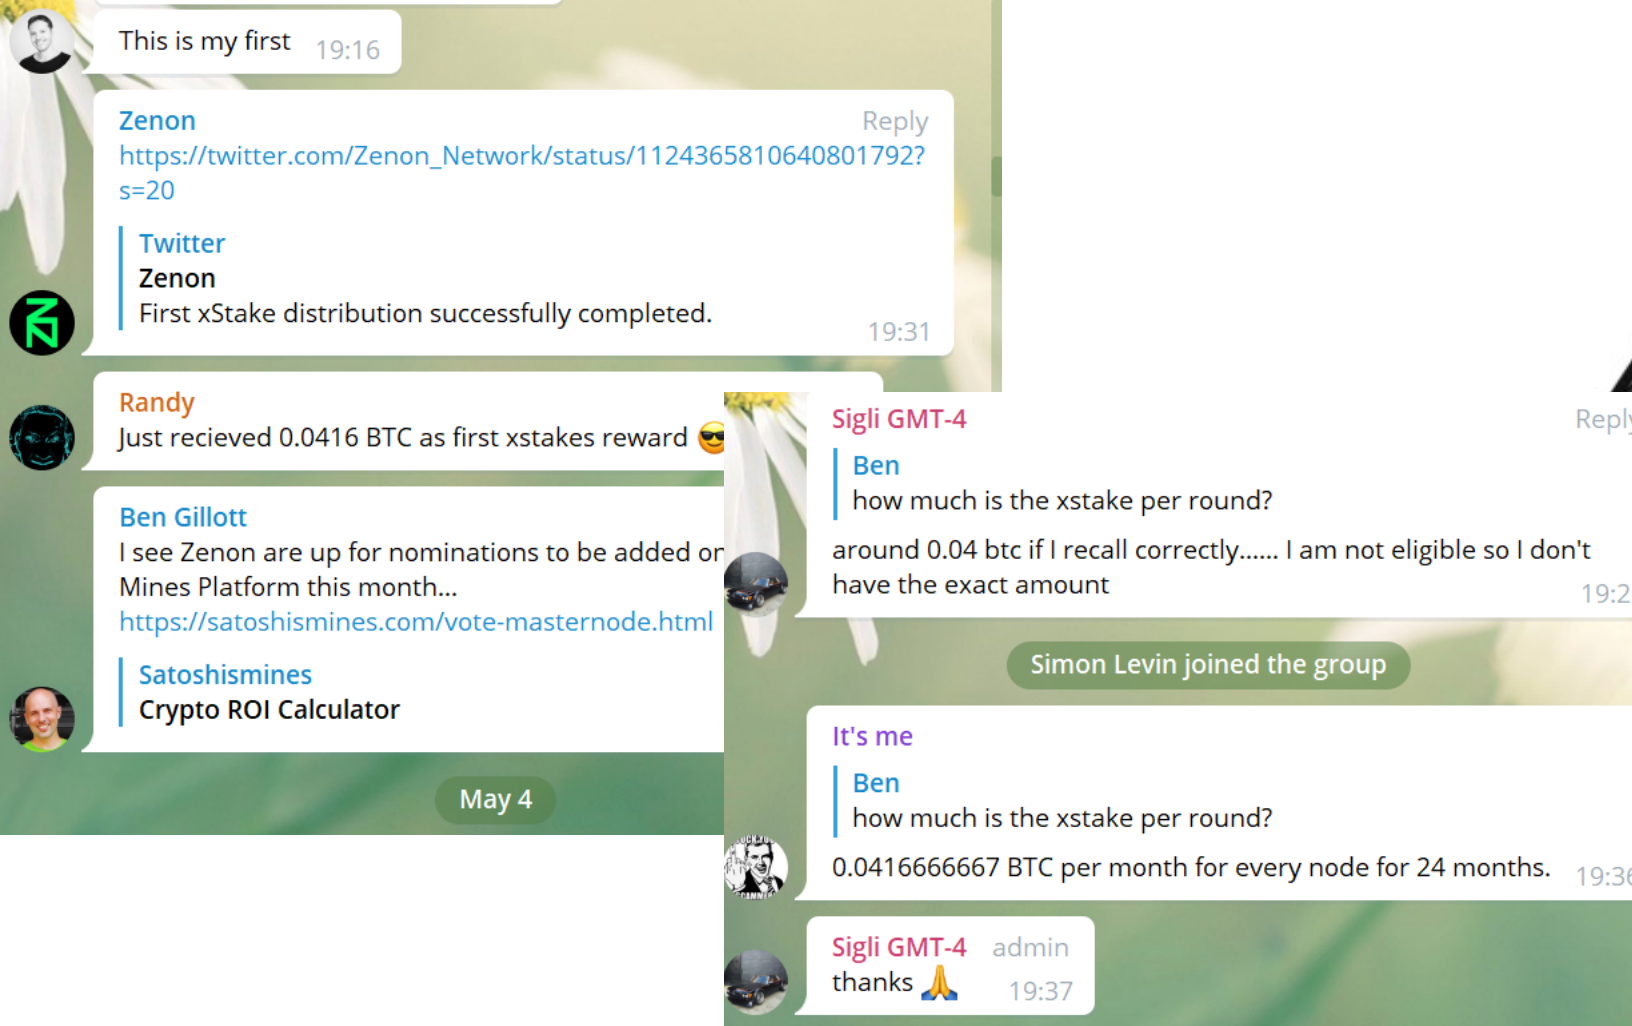 This is my first 19:16
Zenon Reply
https://twitter.com/Zenon_Network/status/1124365810640801792?
s=20
Twitter
Zenon
First xStake distribution successfully completed.
19:31
Randy
Just recieved 0.0416 BTC as first xstakes reward 😎
Ben Gillott
I see Zenon are up for nominations to be added on
Mines Platform this month...
https://satoshismines.com/vote-masternode.html
Satoshismines
Crypto ROI Calculator
May 4
Sigli GMT-4 Reply
Ben
how much is the xstake per round?
around 0.04 btc if I recall correctly...... I am not eligible so I don't
have the exact amount
19:2
Simon Levin joined the group
It's me
Ben
how much is the xstake per round?
0.0416666667 BTC per month for every node for 24 months. 19:36
Sigli GMT-4 admin
thanks 🙏 19:37